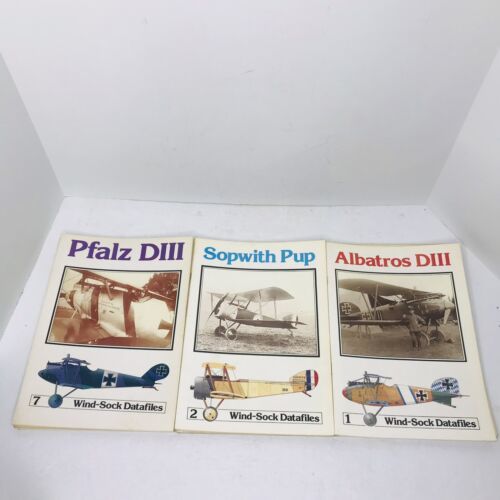 Pfalz DIII
7 Wind-Sock Datafiles
Sopwith Pup
2 Wind-Sock Datafiles
Albatros DIII
1 Wind-Sock Datafiles